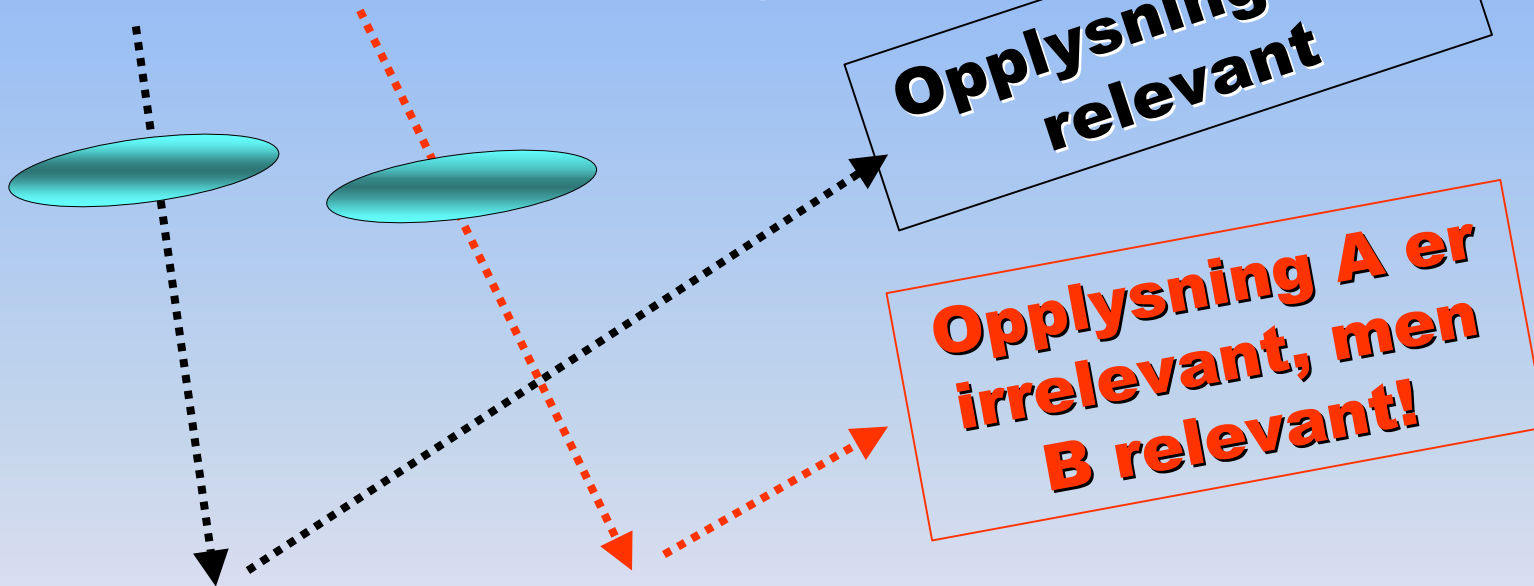 Opplysning
relevant
Opplysning A er
irrelevant, men
B relevant!